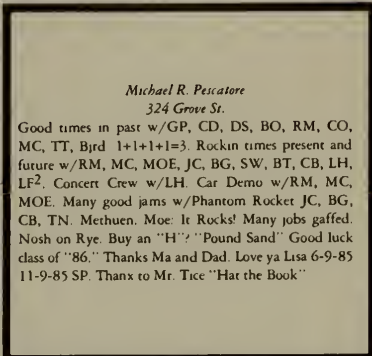 Michael R. Pescatore
324 Grove St.
Good times in past w/GP, CD, DS, BO, RM, CO,
MC, TT, Bird 1+1+1+1=3. Rockin times present and
future w/RM, MC, MOE, JC, BG, SW, BT, CB, LH,
LF². Concert Crew w/LH. Car Demo w/RM, MC,
MOE. Many good jams w/Phantom Rocket JC, BG,
CB, TN. Methuen. Moe: It Rocks! Many jobs gaffed.
Nosh on Rye. Buy an "H"? "Pound Sand" Good luck
class of "86." Thanks Ma and Dad. Love ya Lisa 6-9-85
11-9-85 SP. Thanx to Mr. Tice "Hat the Book"